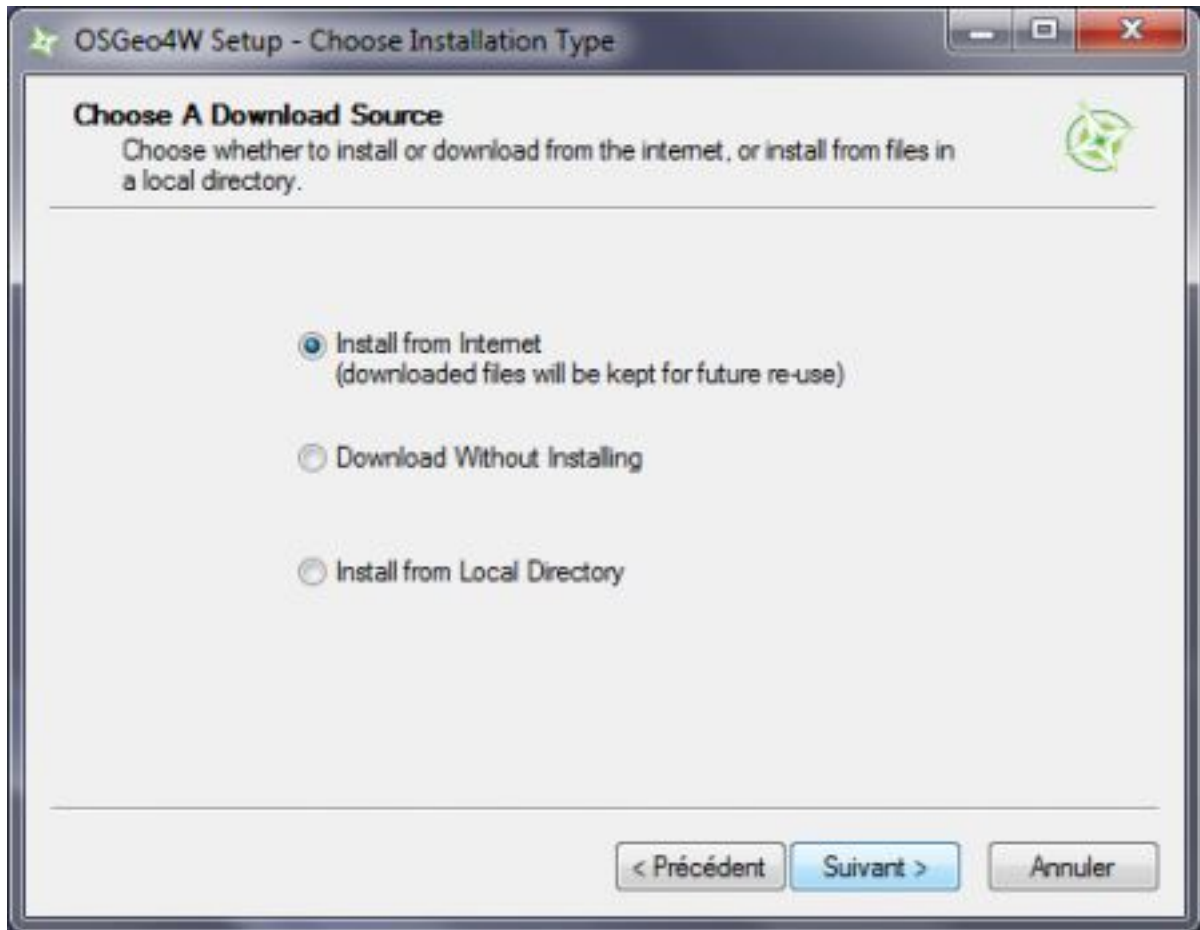 OSGeo4W Setup - Choose Installation Type
Choose A Download Source
Choose whether to install or download from the internet, or install from files in
a local directory.
Install from Internet
(downloaded files will be kept for future re-use)
Download Without Installing
Install from Local Directory
< Précédent
Suivant >
Annuler